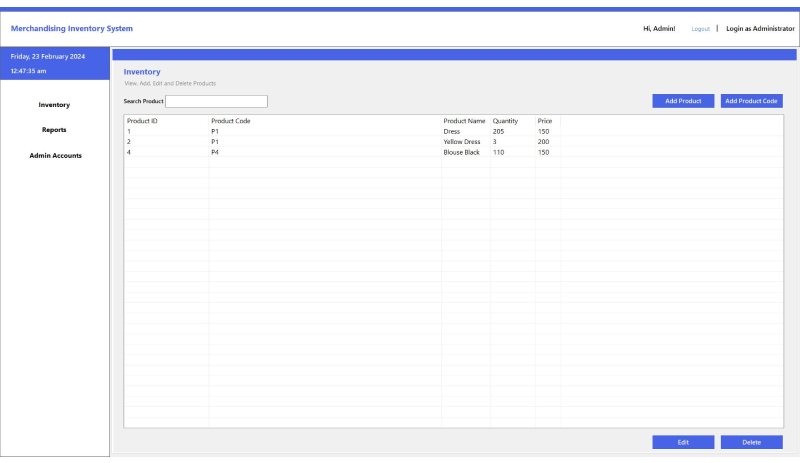 Merchandising Inventory System
Hi, Admin! Logout | Login as Administrator
Friday, 23 February 2024
12:47:35 am
Inventory
Reports
Admin Accounts
Inventory
View, Add, Edit and Delete Products
Search Product
Add Product Add Product Code
Product ID Product Code Product Name Quantity Price
1 P1 Dress 205 150
2 P1 Yellow Dress 3 200
4 P4 Blouse Black 110 150
Edit Delete